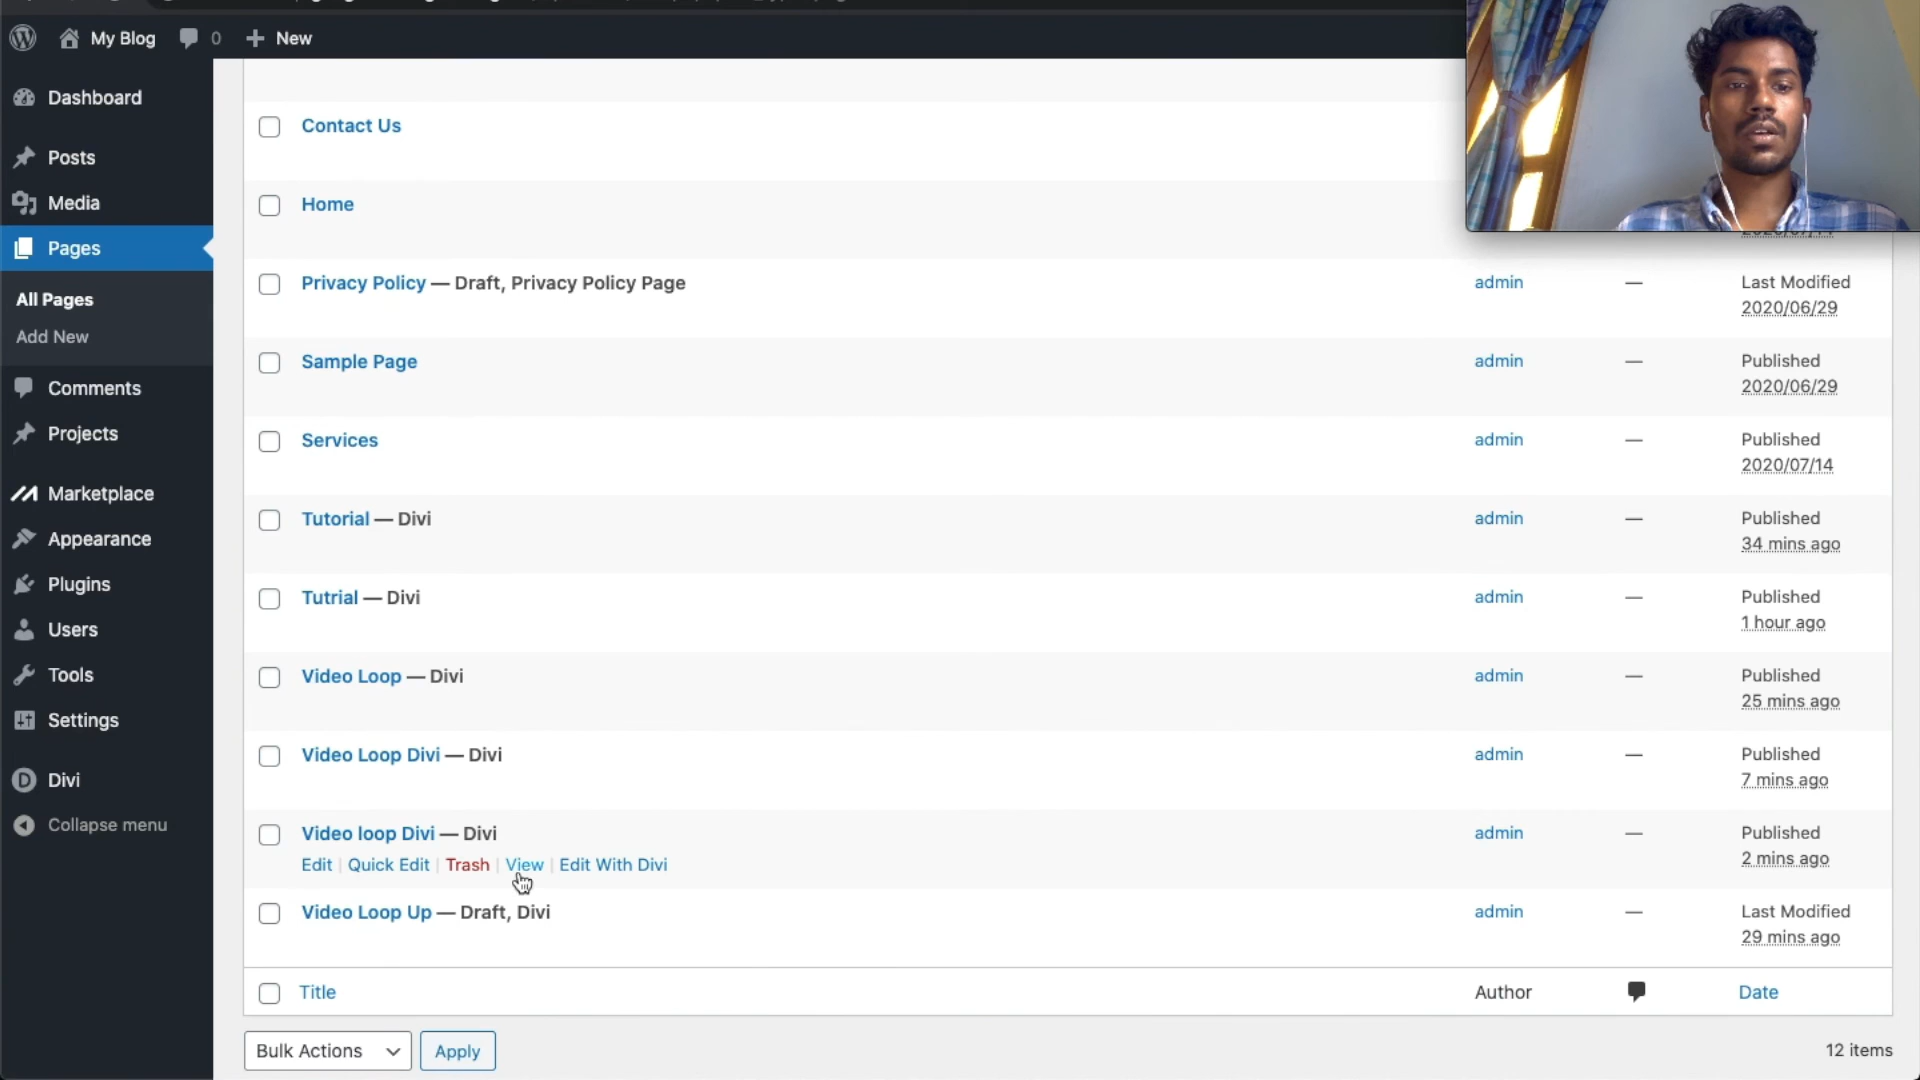 My Blog
0
New
Dashboard
Posts
Media
Pages
All Pages
Add New
Comments
Projects
Marketplace
Appearance
Plugins
Users
Tools
Settings
Divi
Collapse menu
Contact Us
Home
Privacy Policy — Draft, Privacy Policy Page
admin
—
Last Modified
2020/06/29
Sample Page
admin
—
Published
2020/06/29
Services
admin
—
Published
2020/07/14
Tutorial — Divi
admin
—
Published
34 mins ago
Tutrial — Divi
admin
—
Published
1 hour ago
Video Loop — Divi
admin
—
Published
25 mins ago
Video Loop Divi — Divi
admin
—
Published
7 mins ago
Video loop Divi — Divi
Edit | Quick Edit | Trash | View | Edit With Divi
admin
—
Published
2 mins ago
Video Loop Up — Draft, Divi
admin
—
Last Modified
29 mins ago
Title
Author
Date
Bulk Actions
Apply
12 items